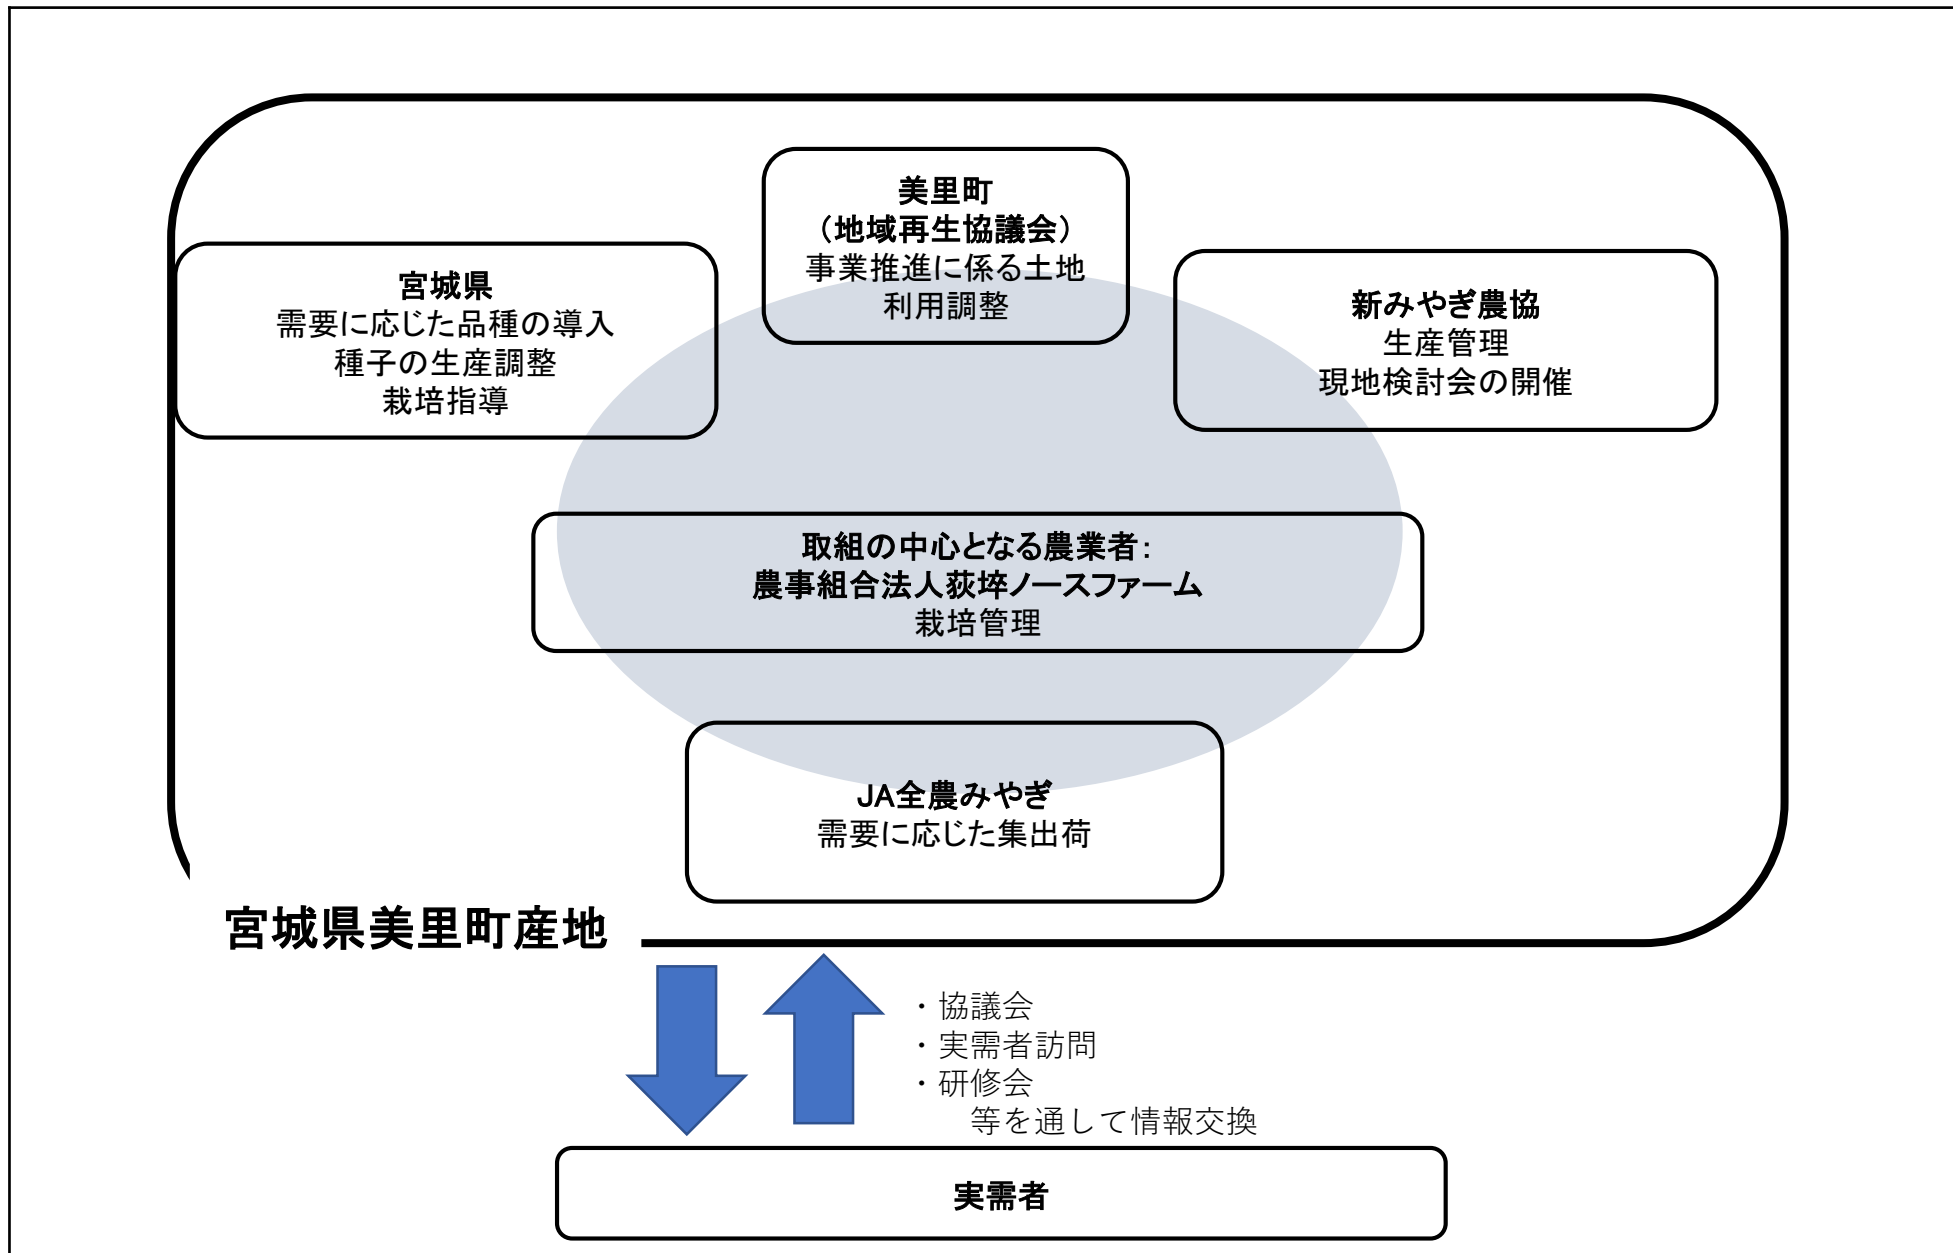 美里町
（地域再生協議会）
事業推進に係る土地
利用調整
宮城県
需要に応じた品種の導入
種子の生産調整
栽培指導
新みやぎ農協
生産管理
現地検討会の開催
取組の中心となる農業者：
農事組合法人荻埣ノースファーム
栽培管理
JA全農みやぎ
需要に応じた集出荷
宮城県美里町産地
・協議会
・実需者訪問
・研修会
等を通して情報交換
実需者